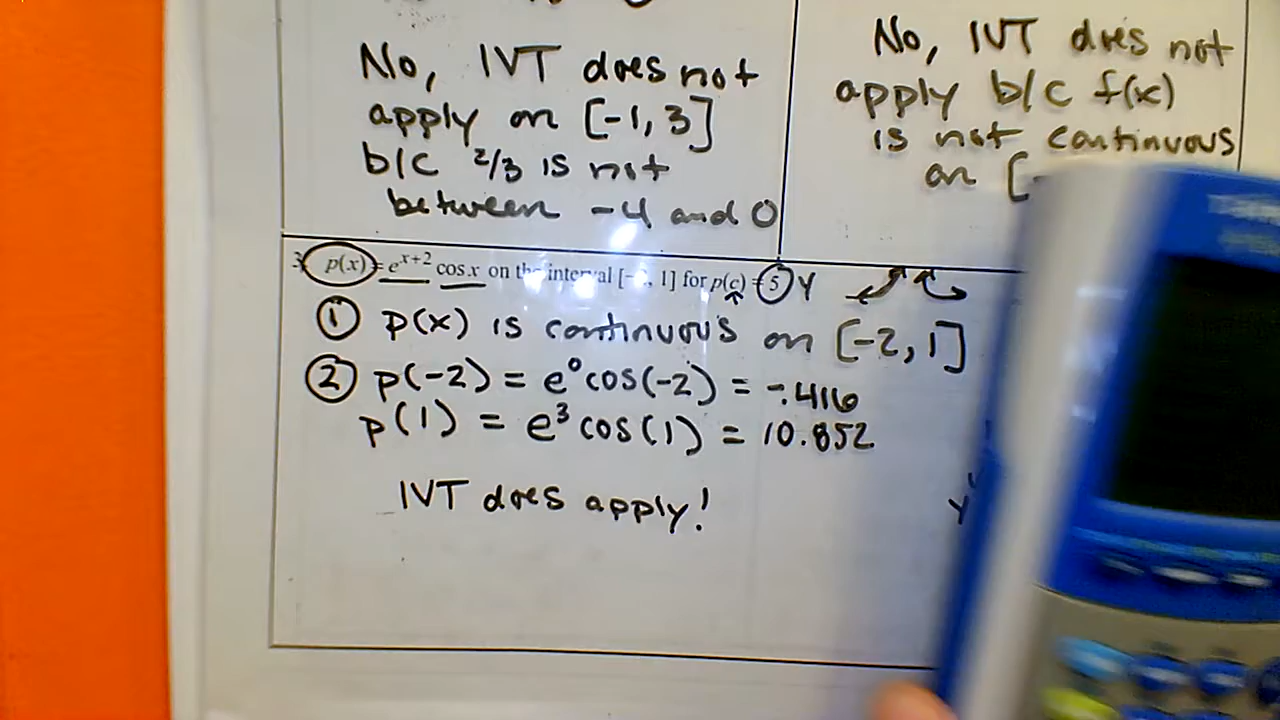 No, IVT does not
apply on [-1, 3]
b/c 2/3 is not
between -4 and 0
No, IVT does not
apply b/c f(x)
is not continuous
on [-
3. p(x) = e^{x+2} cos x on the interval [-2, 1] for p(c) = 5 y
① p(x) is continuous on [-2, 1]
② p(-2) = e^0 cos(-2) = -.416
p(1) = e^3 cos(1) = 10.852
IVT does apply!
y